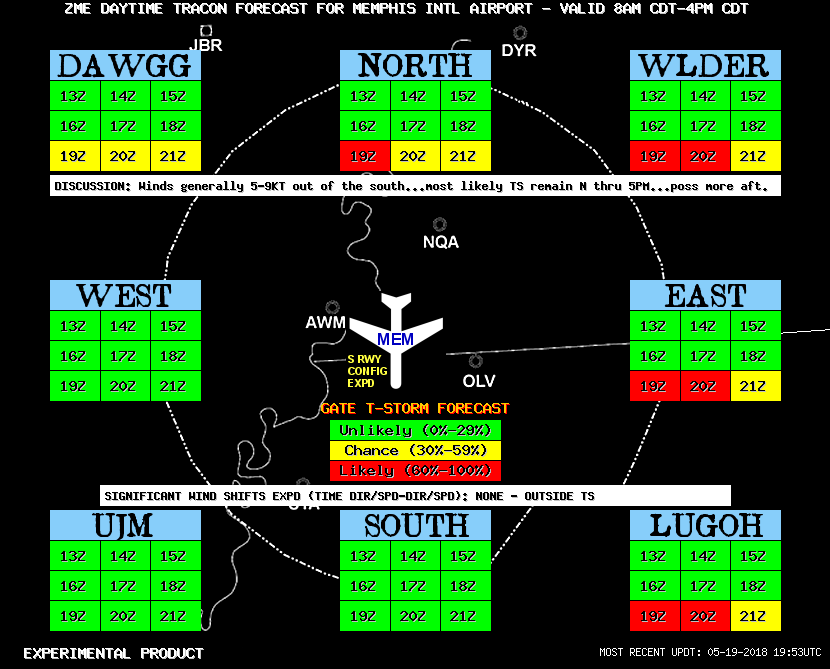 ZME DAYTIME TRACON FORECAST FOR MEMPHIS INTL AIRPORT - VALID 8AM CDT-4PM CDT
JBR
DYR
DAWGG
13Z 14Z 15Z
16Z 17Z 18Z
19Z 20Z 21Z
NORTH
13Z 14Z 15Z
16Z 17Z 18Z
19Z 20Z 21Z
WLDER
13Z 14Z 15Z
16Z 17Z 18Z
19Z 20Z 21Z
DISCUSSION: Winds generally 5-9KT out of the south...most likely TS remain N thru 5PM...poss more aft.
NQA
WEST
13Z 14Z 15Z
16Z 17Z 18Z
19Z 20Z 21Z
AWM
MEM
S RWY
CONFIG
EXPD
OLV
EAST
13Z 14Z 15Z
16Z 17Z 18Z
19Z 20Z 21Z
GATE T-STORM FORECAST
Unlikely (0%-29%)
Chance (30%-59%)
Likely (60%-100%)
SIGNIFICANT WIND SHIFTS EXPD (TIME DIR/SPD-DIR/SPD): NONE - OUTSIDE TS
UJM
13Z 14Z 15Z
16Z 17Z 18Z
19Z 20Z 21Z
SOUTH
13Z 14Z 15Z
16Z 17Z 18Z
19Z 20Z 21Z
LUGOH
13Z 14Z 15Z
16Z 17Z 18Z
19Z 20Z 21Z
EXPERIMENTAL PRODUCT
MOST RECENT UPDT: 05-19-2018 19:53UTC